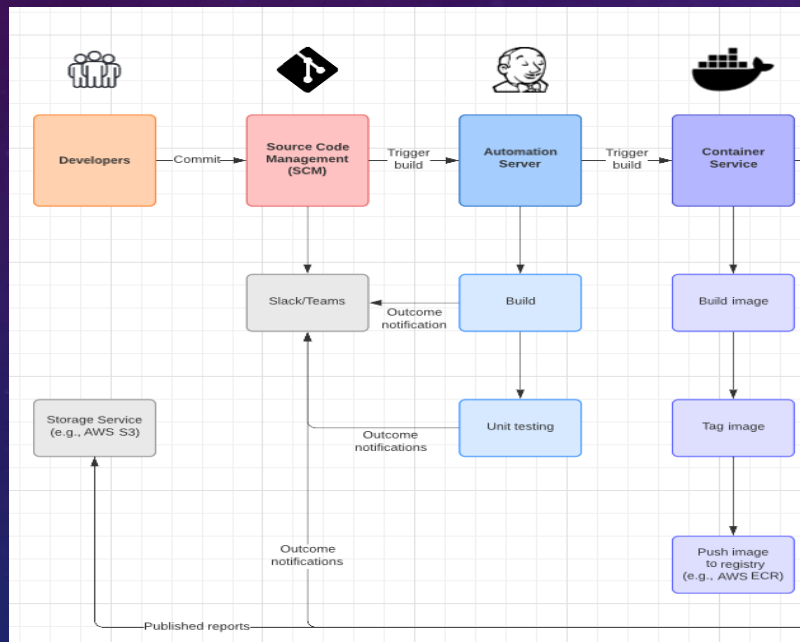 Developers
Commit
Source Code
Management
(SCM)
Trigger
build
Automation
Server
Trigger
build
Container
Service
Slack/Teams
Outcome
notification
Build
Build image
Storage Service
(e.g., AWS S3)
Outcome
notifications
Unit testing
Tag image
Outcome
notifications
Push image
to registry
(e.g., AWS ECR)
Published reports